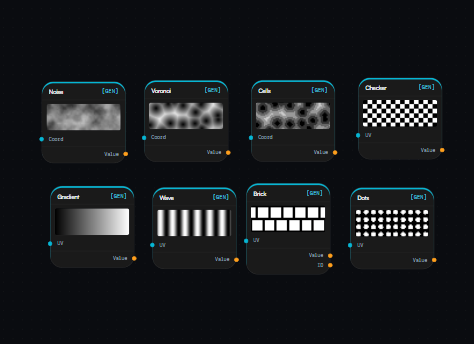 Noise [GEN]
Coord
Value
Voronoi [GEN]
Coord
Value
Cells [GEN]
Coord
Value
Checker [GEN]
UV
Value
Gradient [GEN]
UV
Value
Wave [GEN]
UV
Value
Brick [GEN]
UV
Value
ID
Dots [GEN]
UV
Value